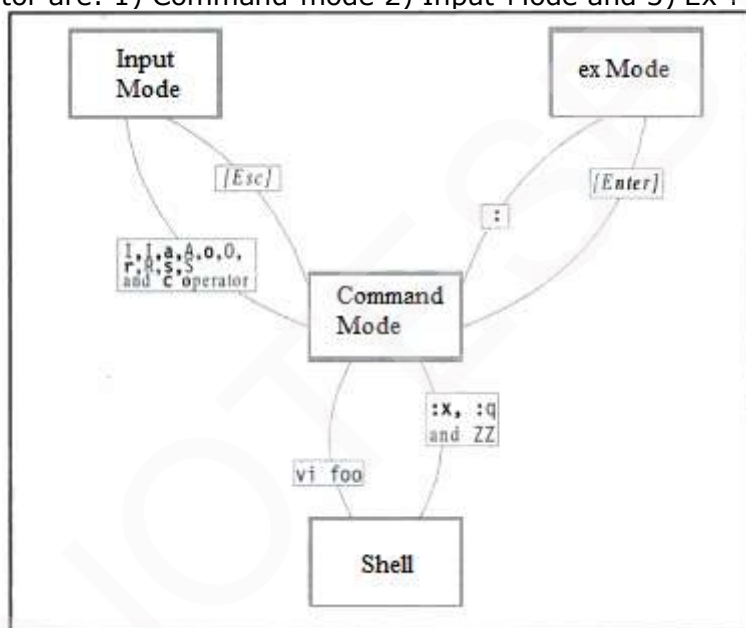 tor are: 1) Command mode 2) Input Mode and 3) Ex
Input
Mode
ex Mode
[Esc]
[Enter]
:
I,I,a,A,o,O,
r,R,s,S
and c operator
Command
Mode
:x, :q
and ZZ
vi foo
Shell